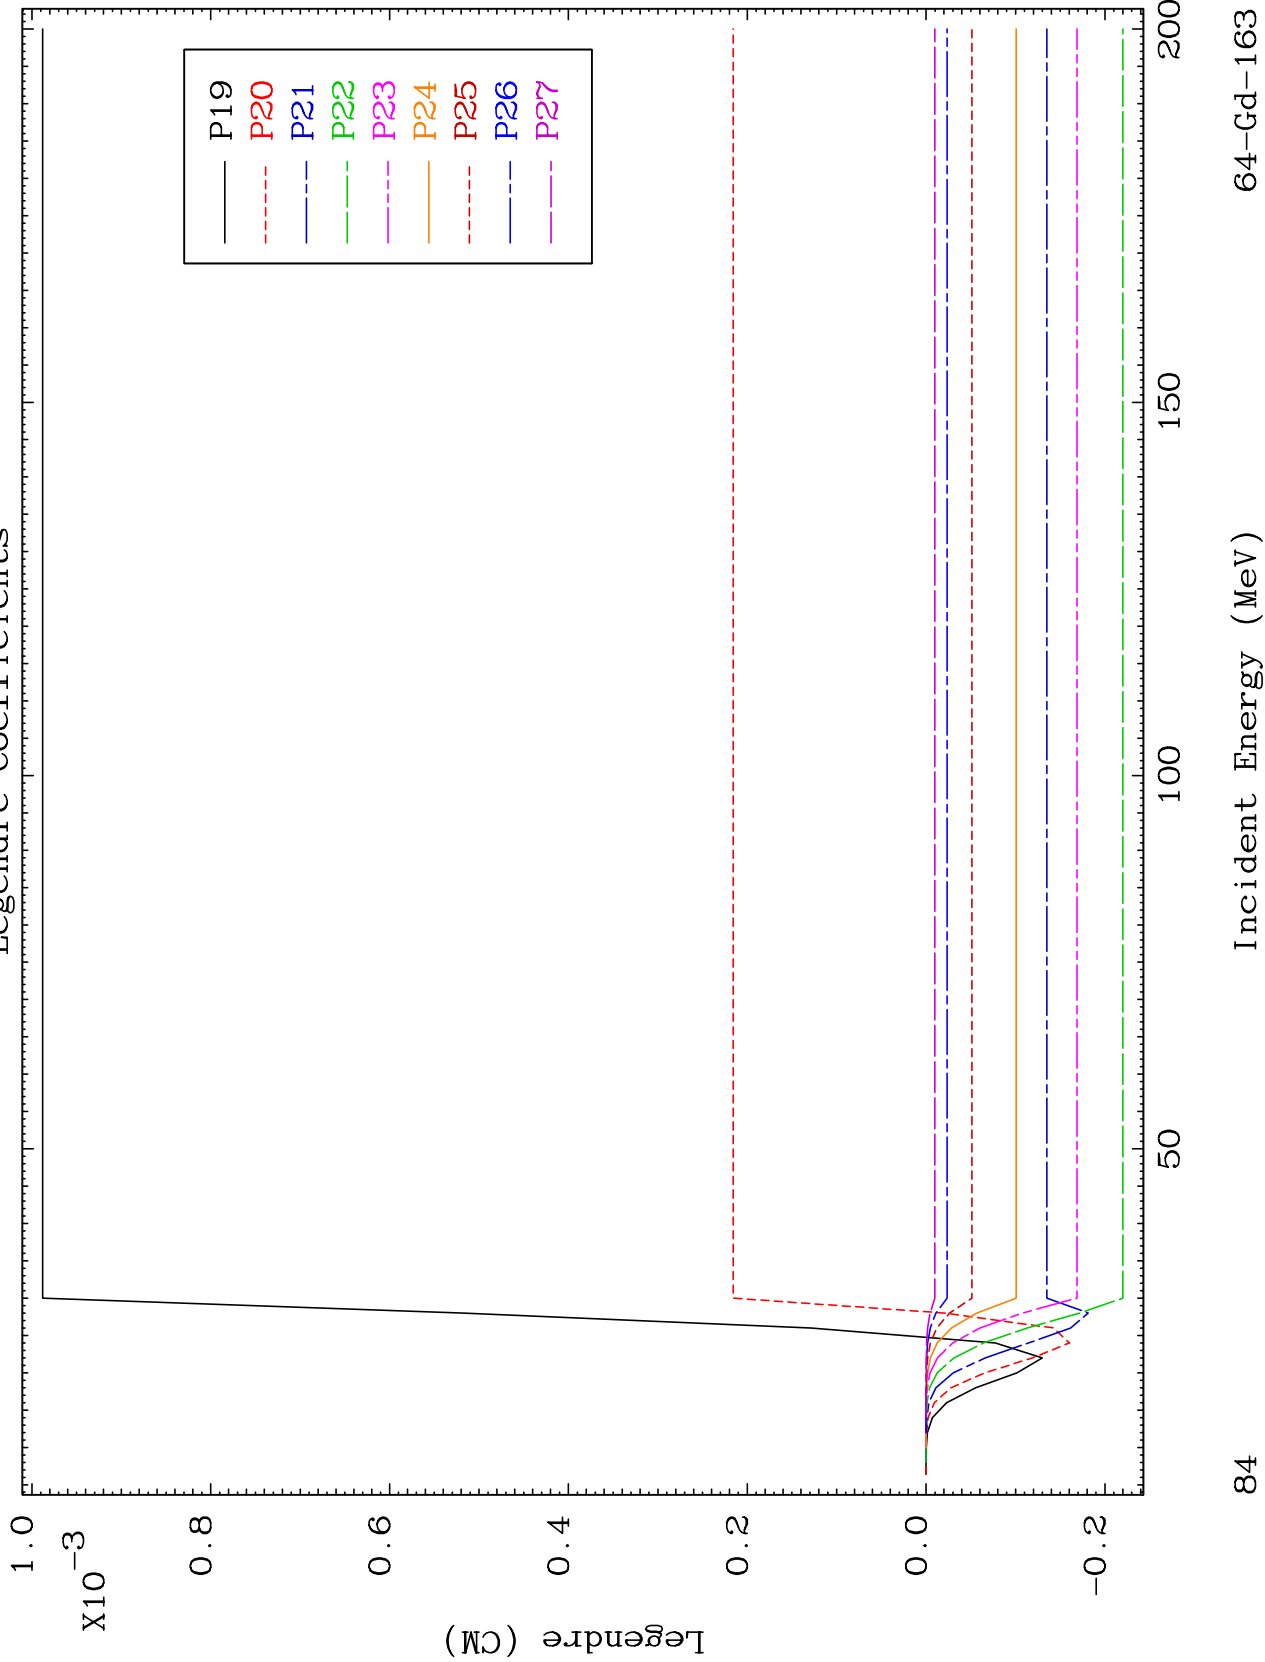 Legendre coefficients
1.0
X10-3
0.8
0.6
0.4
0.2
0.0
-0.2
Legendre (CM)
P19
P20
P21
P22
P23
P24
P25
P26
P27
50
100
150
200
84
Incident Energy (MeV)
64-Gd-163